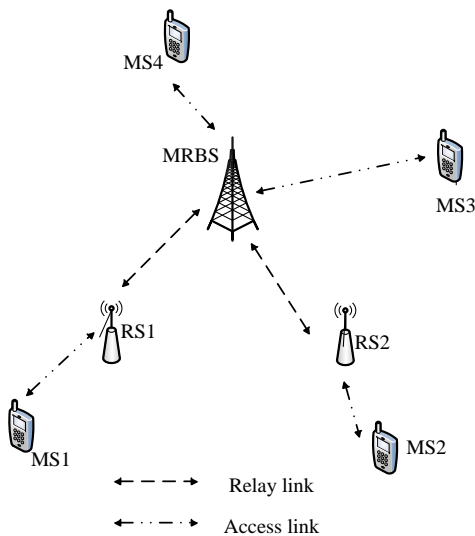 MS4
MRBS
MS3
RS1
RS2
MS1
MS2
Relay link
Access link